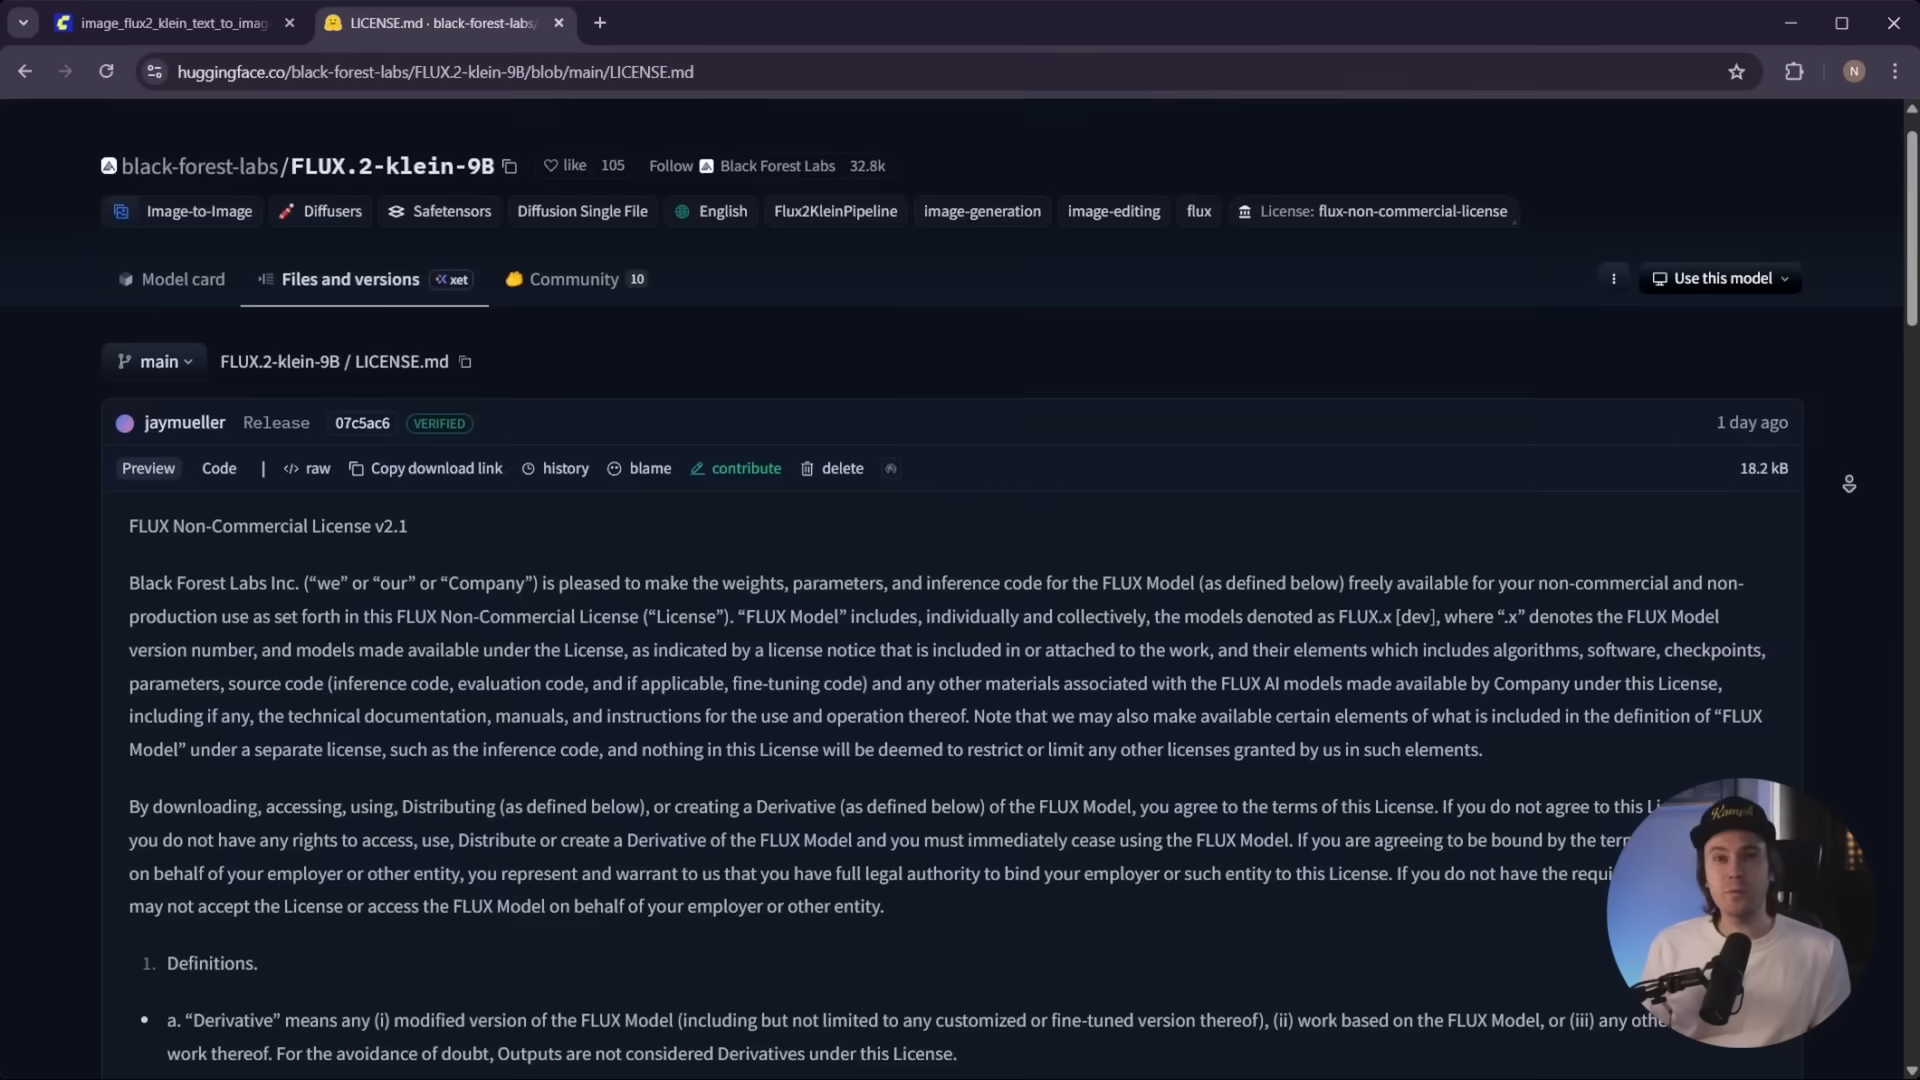 image_flux2_klein_text_to_imag
LICENSE.md · black-forest-labs/
huggingface.co/black-forest-labs/FLUX.2-klein-9B/blob/main/LICENSE.md
N
black-forest-labs/FLUX.2-klein-9B like 105 Follow Black Forest Labs 32.8k
Image-to-Image Diffusers Safetensors Diffusion Single File English Flux2KleinPipeline image-generation image-editing flux License: flux-non-commercial-license
Model card Files and versions xet Community 10 Use this model
main FLUX.2-klein-9B / LICENSE.md
jaymueller Release 07c5ac6 VERIFIED 1 day ago
Preview Code | </> raw Copy download link history blame contribute delete 18.2 kB
FLUX Non-Commercial License v2.1
Black Forest Labs Inc. (“we” or “our” or “Company”) is pleased to make the weights, parameters, and inference code for the FLUX Model (as defined below) freely available for your non-commercial and non-
production use as set forth in this FLUX Non-Commercial License (“License”). “FLUX Model” includes, individually and collectively, the models denoted as FLUX.x [dev], where “.x” denotes the FLUX Model
version number, and models made available under the License, as indicated by a license notice that is included in or attached to the work, and their elements which includes algorithms, software, checkpoints,
parameters, source code (inference code, evaluation code, and if applicable, fine-tuning code) and any other materials associated with the FLUX AI models made available by Company under this License,
including if any, the technical documentation, manuals, and instructions for the use and operation thereof. Note that we may also make available certain elements of what is included in the definition of “FLUX
Model” under a separate license, such as the inference code, and nothing in this License will be deemed to restrict or limit any other licenses granted by us in such elements.
By downloading, accessing, using, Distributing (as defined below), or creating a Derivative (as defined below) of the FLUX Model, you agree to the terms of this License. If you do not agree to this Li
you do not have any rights to access, use, Distribute or create a Derivative of the FLUX Model and you must immediately cease using the FLUX Model. If you are agreeing to be bound by the ter
on behalf of your employer or other entity, you represent and warrant to us that you have full legal authority to bind your employer or such entity to this License. If you do not have the requi
may not accept the License or access the FLUX Model on behalf of your employer or other entity.
1. Definitions.
• a. “Derivative” means any (i) modified version of the FLUX Model (including but not limited to any customized or fine-tuned version thereof), (ii) work based on the FLUX Model, or (iii) any othe
work thereof. For the avoidance of doubt, Outputs are not considered Derivatives under this License.